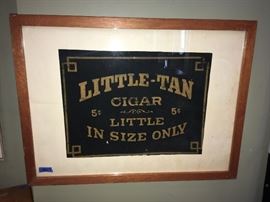 LITTLE-TAN
CIGAR
5¢ 5¢
LITTLE
IN SIZE ONLY